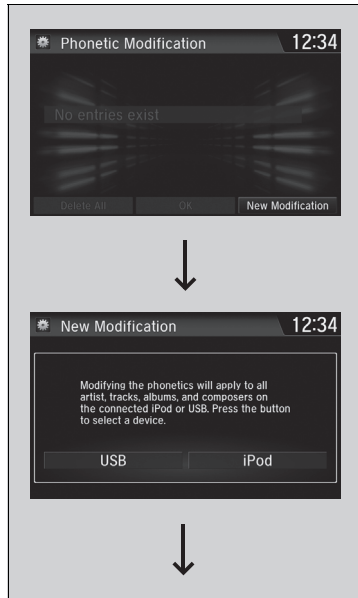 Phonetic Modification 12:34
No entries exist
Delete All OK New Modification
New Modification 12:34
Modifying the phonetics will apply to all
artist, tracks, albums, and composers on
the connected iPod or USB. Press the button
to select a device.
USB iPod